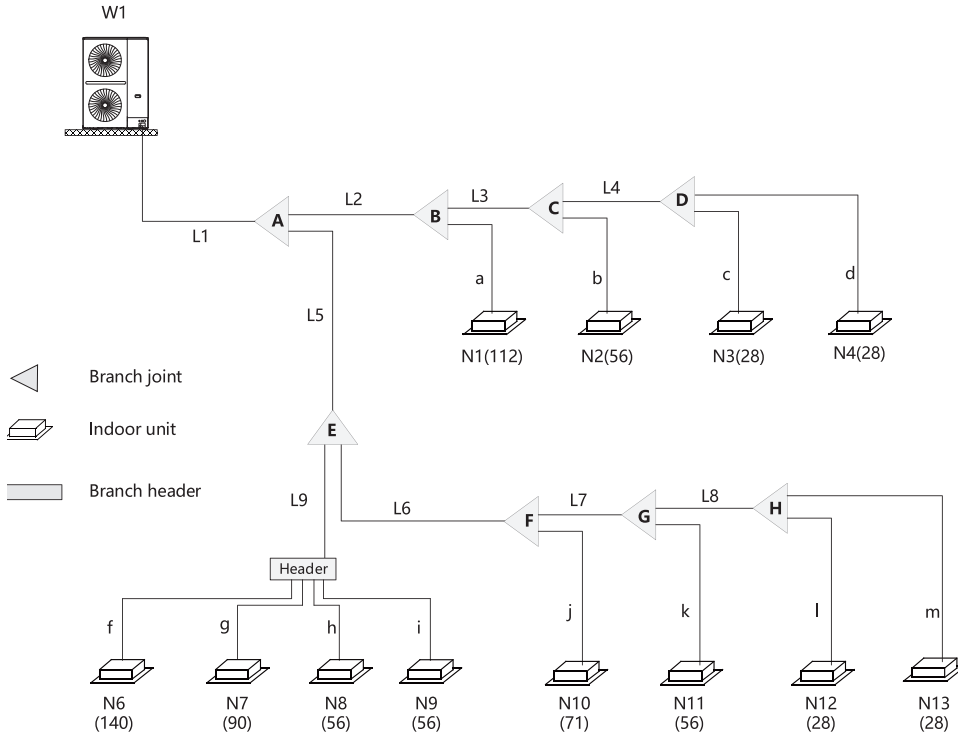 W1
L1
A
L2
B
L3
C
L4
D
a
b
c
d
N1(112)
N2(56)
N3(28)
N4(28)
L5
Branch joint
Indoor unit
Branch header
E
L9
L6
F
L7
G
L8
H
Header
f
g
h
i
j
k
l
m
N6
(140)
N7
(90)
N8
(56)
N9
(56)
N10
(71)
N11
(56)
N12
(28)
N13
(28)